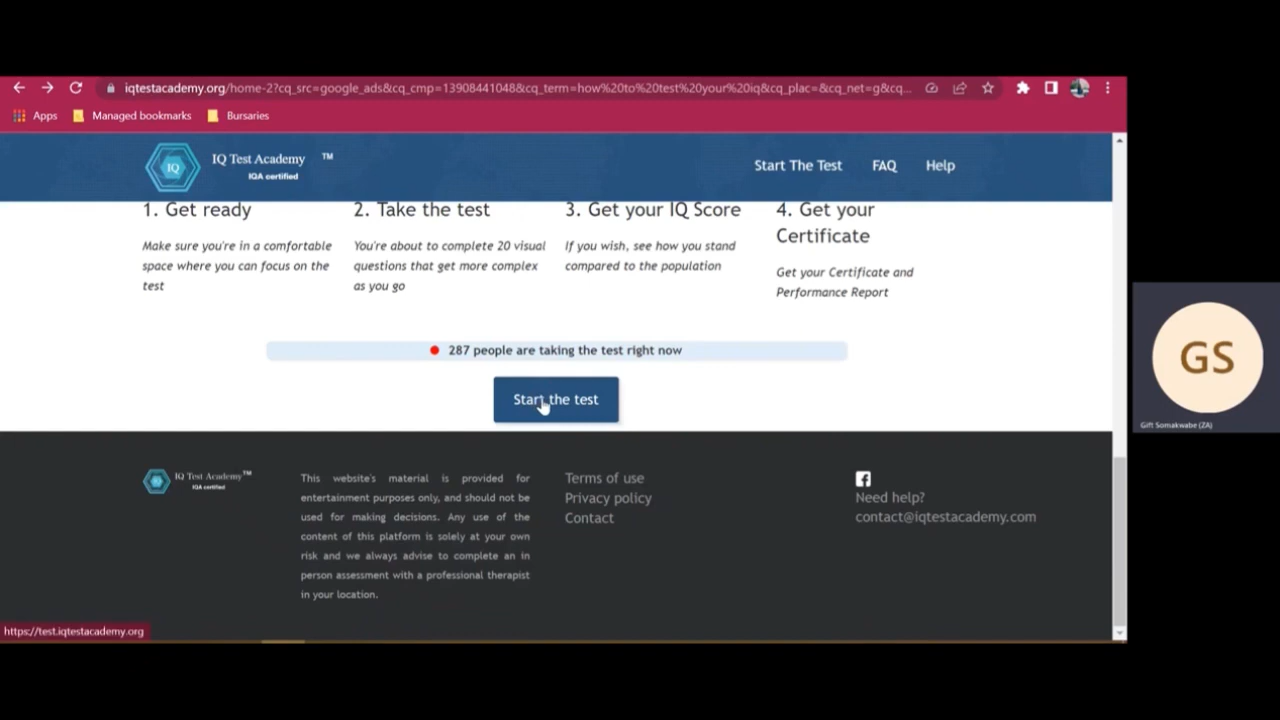 iqtestacademy.org/home-2?cq_src=google_ads&cq_cmp=13908441048&cq_term=how%20to%20test%20your%20iq&cq_plac=&cq_net=g&cq...
Apps Managed bookmarks Bursaries
IQ
IQ Test Academy TM
IQA certified
Start The Test FAQ Help
1. Get ready
Make sure you're in a comfortable
space where you can focus on the
test
2. Take the test
You're about to complete 20 visual
questions that get more complex
as you go
3. Get your IQ Score
If you wish, see how you stand
compared to the population
4. Get your
Certificate
Get your Certificate and
Performance Report
287 people are taking the test right now
Start the test
GS
Gift Somakwabe (ZA)
IQ Test Academy TM
IQA certified
This website's material is provided for
entertainment purposes only, and should not be
used for making decisions. Any use of the
content of this platform is solely at your own
risk and we always advise to complete an in
person assessment with a professional therapist
in your location.
Terms of use
Privacy policy
Contact
Need help?
contact@iqtestacademy.com
https://test.iqtestacademy.org